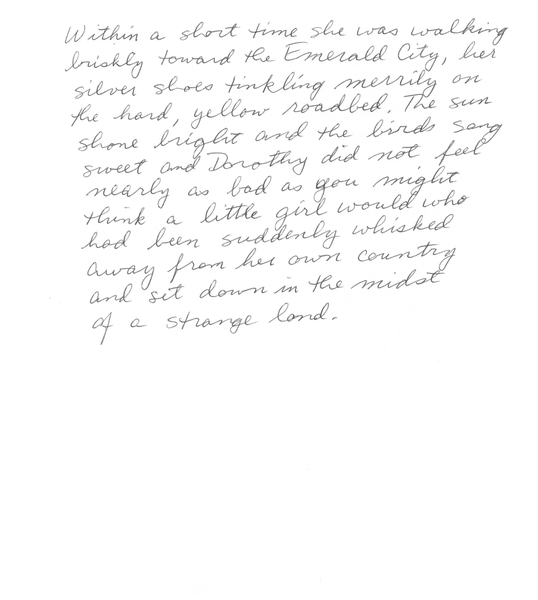 Within a short time she was walking
briskly toward the Emerald City, her
silver shoes tinkling merrily on
the hard, yellow roadbed. The sun
shone bright and the birds sang
sweet and Dorothy did not feel
nearly as bad as you might
think a little girl would who
had been suddenly whisked
away from her own country
and sit down in the midst
of a strange land.